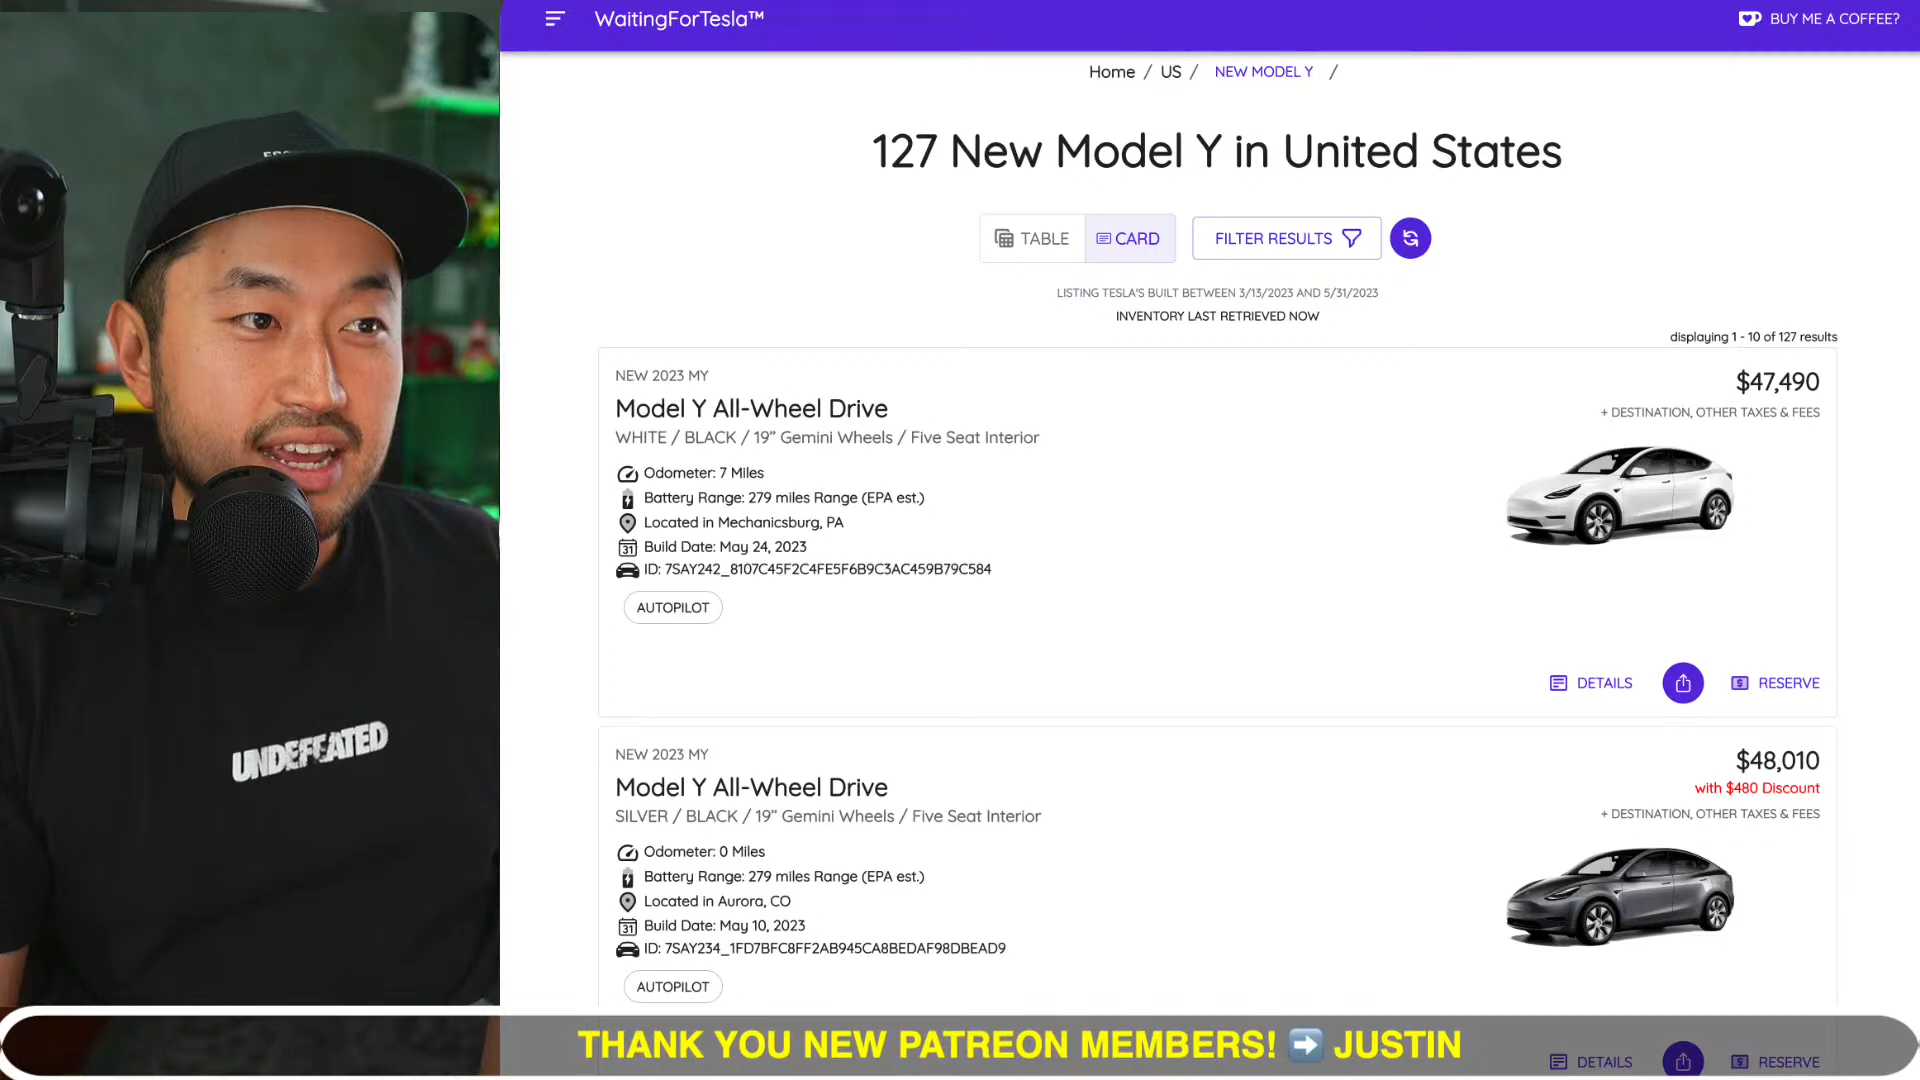 WaitingForTesla™
BUY ME A COFFEE?
Home / US / NEW MODEL Y /
127 New Model Y in United States
TABLE
CARD
FILTER RESULTS
LISTING TESLA'S BUILT BETWEEN 3/13/2023 AND 5/31/2023
INVENTORY LAST RETRIEVED NOW
displaying 1 - 10 of 127 results
NEW 2023 MY
$47,490
Model Y All-Wheel Drive
+ DESTINATION, OTHER TAXES & FEES
WHITE / BLACK / 19” Gemini Wheels / Five Seat Interior
Odometer: 7 Miles
Battery Range: 279 miles Range (EPA est.)
Located in Mechanicsburg, PA
31 Build Date: May 24, 2023
ID: 7SAY242_8107C45F2C4FE5F6B9C3AC459B79C584
AUTOPILOT
DETAILS
RESERVE
NEW 2023 MY
$48,010
Model Y All-Wheel Drive
with $480 Discount
SILVER / BLACK / 19” Gemini Wheels / Five Seat Interior
+ DESTINATION, OTHER TAXES & FEES
Odometer: 0 Miles
Battery Range: 279 miles Range (EPA est.)
Located in Aurora, CO
31 Build Date: May 10, 2023
ID: 7SAY234_1FD7BFC8FF2AB945CA8BEDAF98DBEAD9
AUTOPILOT
DETAILS
RESERVE
UNDEFEATED
THANK YOU NEW PATREON MEMBERS! ➡ JUSTIN